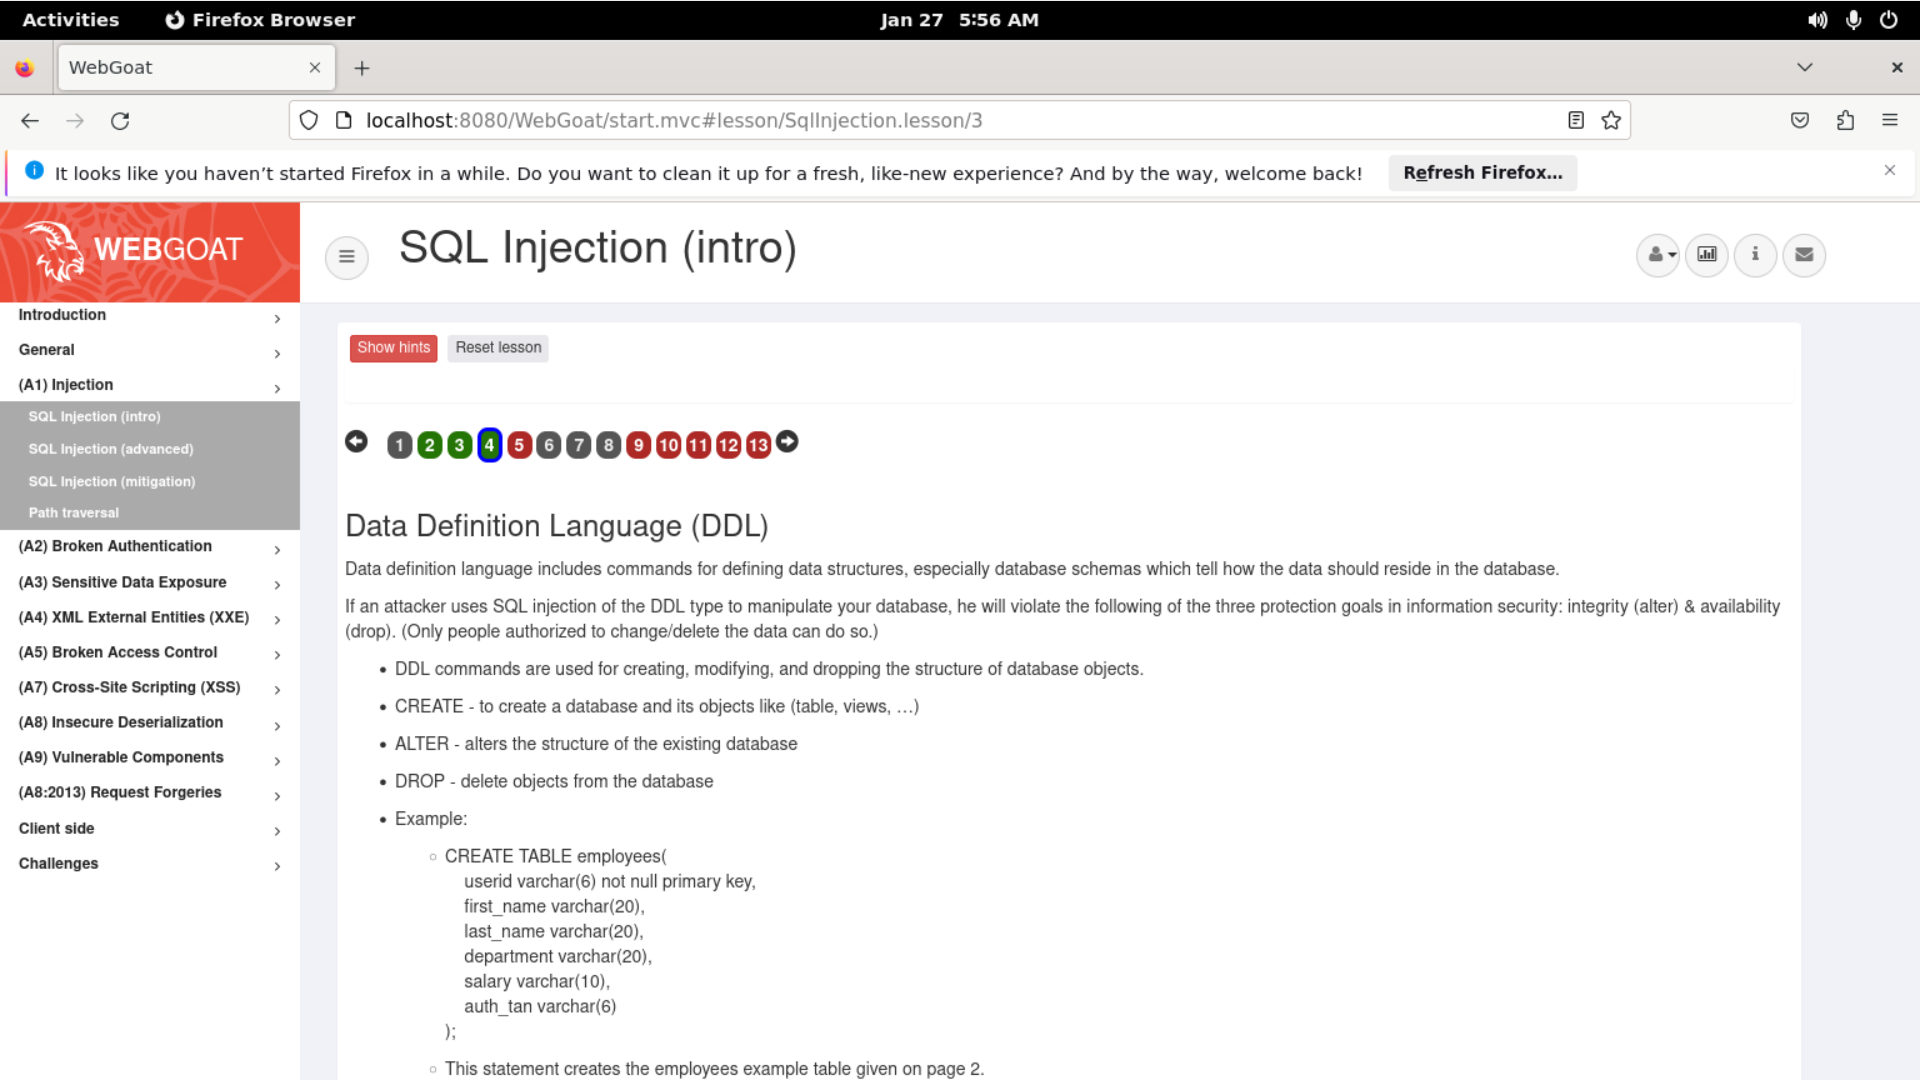 Activities Firefox Browser Jan 27 5:56 AM
WebGoat
localhost:8080/WebGoat/start.mvc#lesson/SqlInjection.lesson/3
It looks like you haven’t started Firefox in a while. Do you want to clean it up for a fresh, like-new experience? And by the way, welcome back! Refresh Firefox...
WEBGOAT
SQL Injection (intro)
Introduction
General
(A1) Injection
SQL Injection (intro)
SQL Injection (advanced)
SQL Injection (mitigation)
Path traversal
(A2) Broken Authentication
(A3) Sensitive Data Exposure
(A4) XML External Entities (XXE)
(A5) Broken Access Control
(A7) Cross-Site Scripting (XSS)
(A8) Insecure Deserialization
(A9) Vulnerable Components
(A8:2013) Request Forgeries
Client side
Challenges
Show hints Reset lesson
1 2 3 4 5 6 7 8 9 10 11 12 13
Data Definition Language (DDL)
Data definition language includes commands for defining data structures, especially database schemas which tell how the data should reside in the database.
If an attacker uses SQL injection of the DDL type to manipulate your database, he will violate the following of the three protection goals in information security: integrity (alter) & availability
(drop). (Only people authorized to change/delete the data can do so.)
• DDL commands are used for creating, modifying, and dropping the structure of database objects.
• CREATE - to create a database and its objects like (table, views, …)
• ALTER - alters the structure of the existing database
• DROP - delete objects from the database
• Example:
◦ CREATE TABLE employees(
userid varchar(6) not null primary key,
first_name varchar(20),
last_name varchar(20),
department varchar(20),
salary varchar(10),
auth_tan varchar(6)
);
◦ This statement creates the employees example table given on page 2.